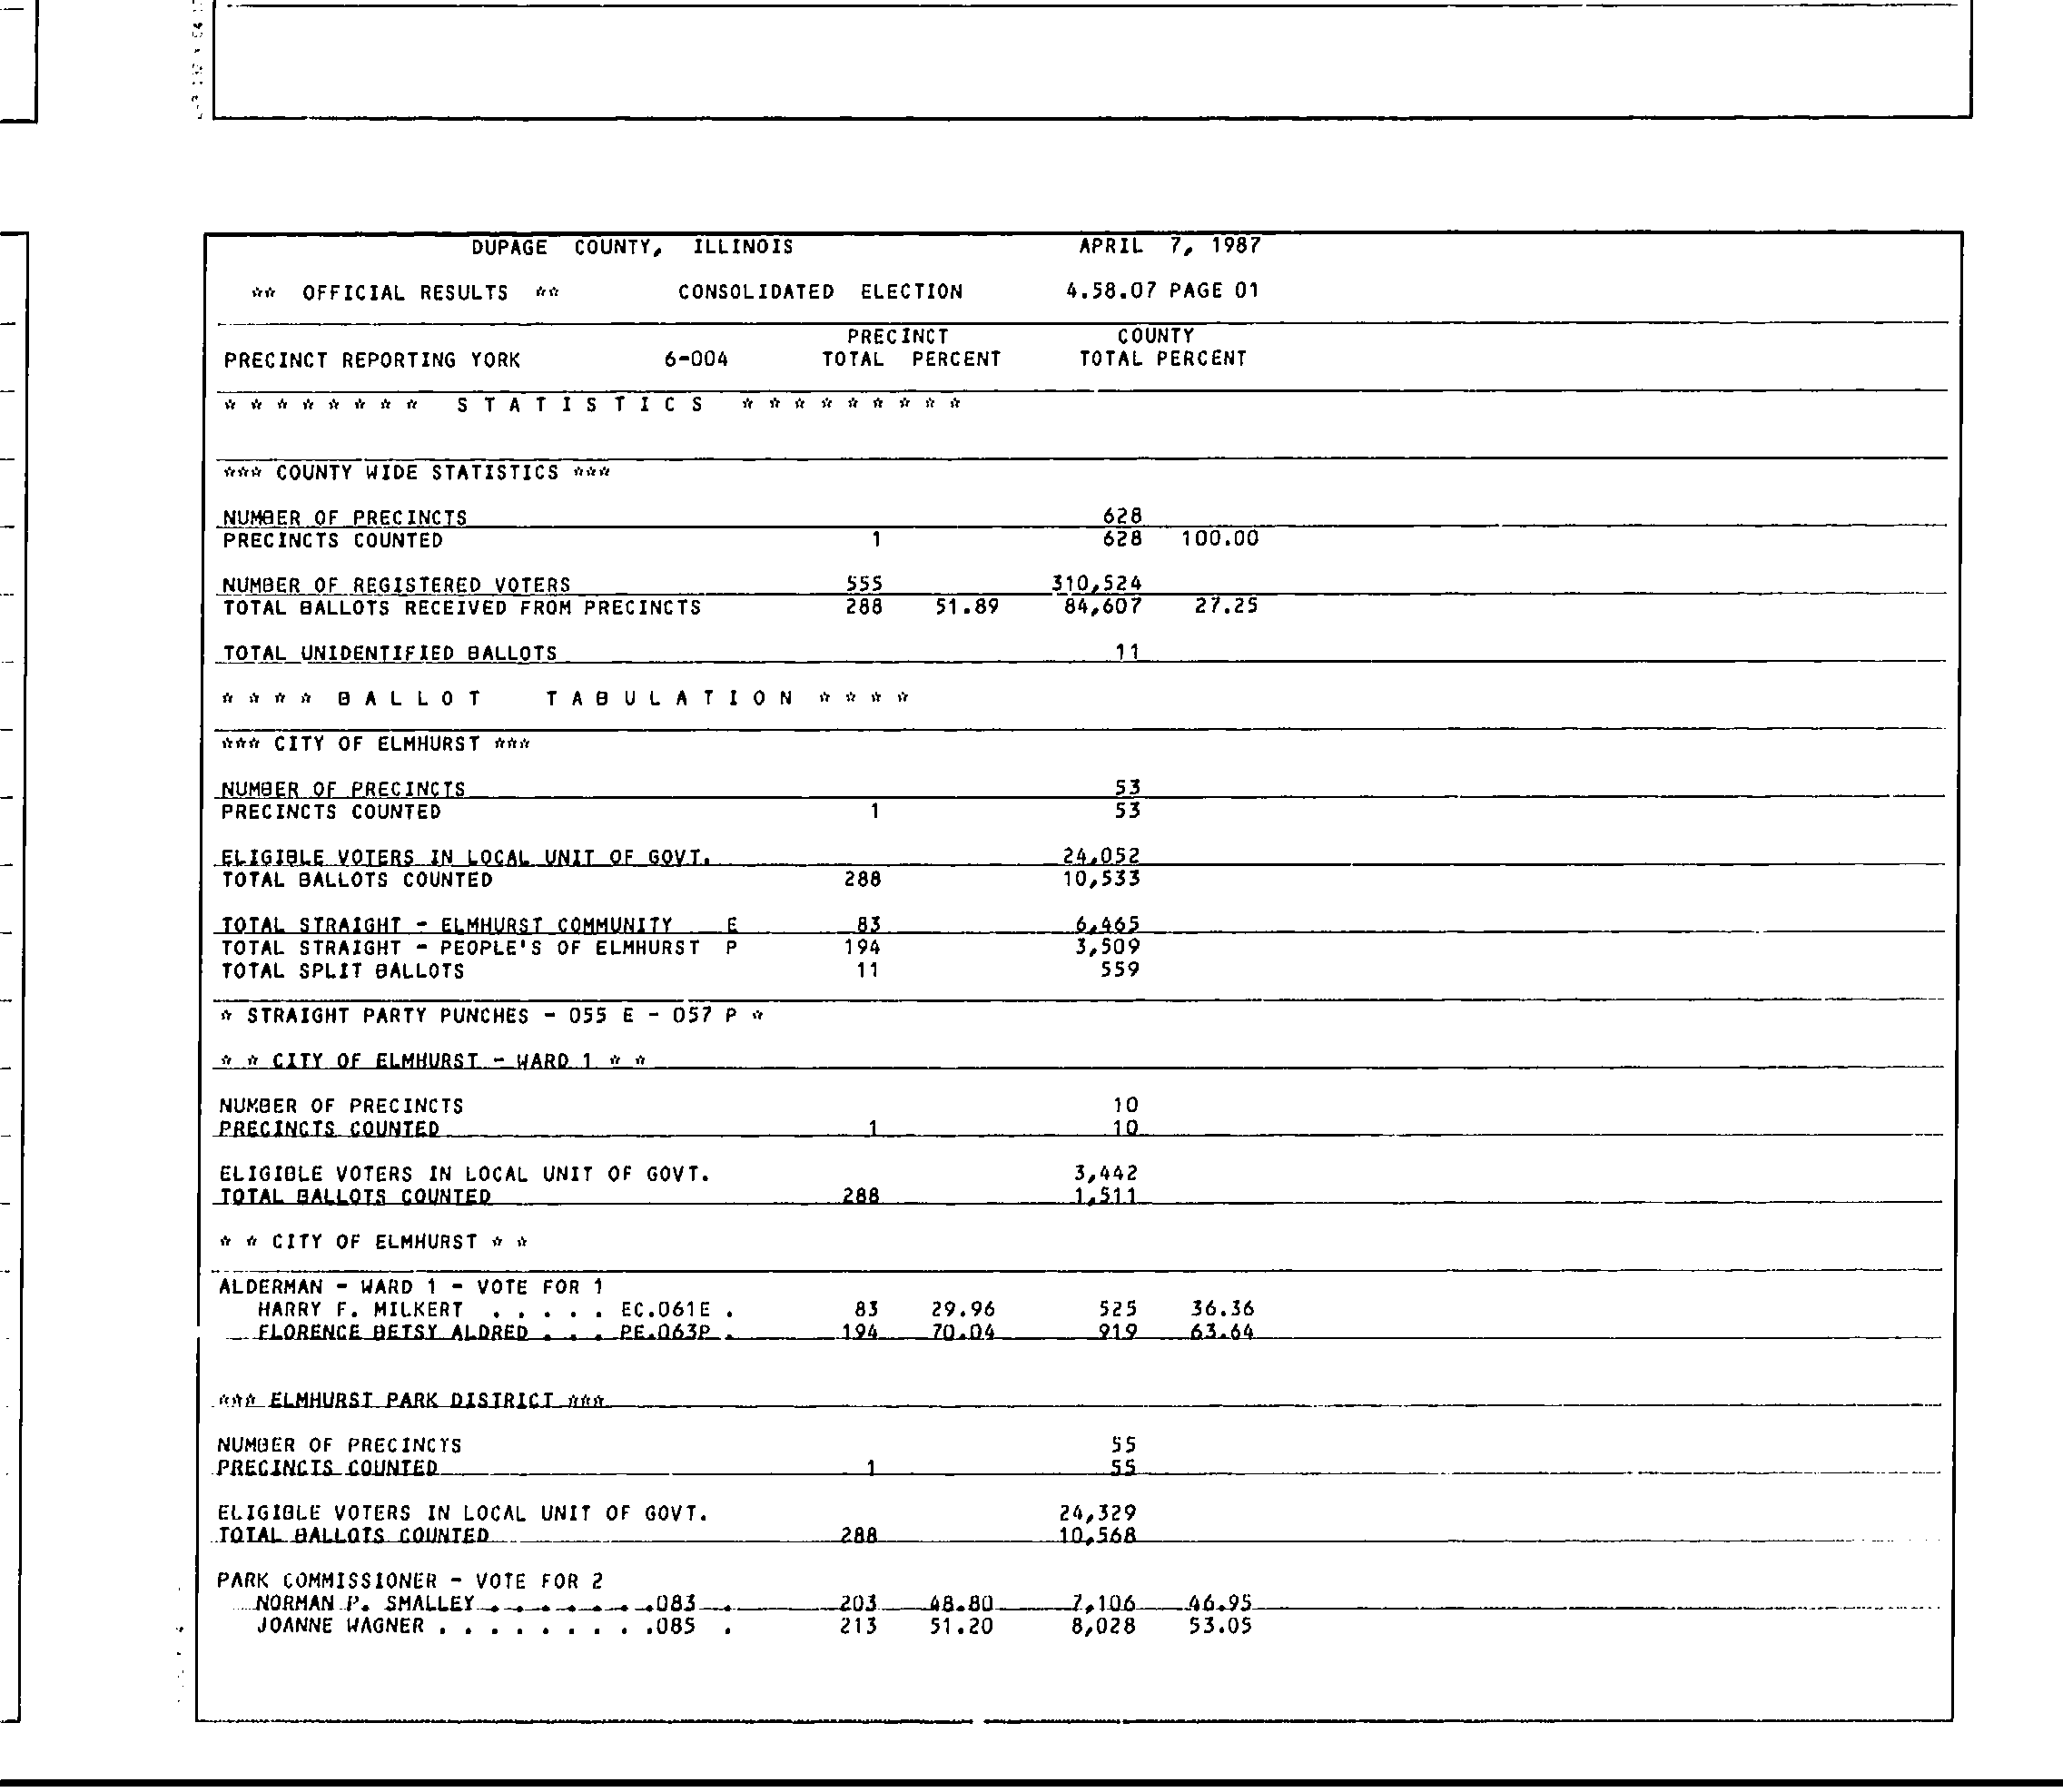 DUPAGE COUNTY, ILLINOIS APRIL 7, 1987
** OFFICIAL RESULTS ** CONSOLIDATED ELECTION 4.58.07 PAGE 01
PRECINCT COUNTY
PRECINCT REPORTING YORK 6-004 TOTAL PERCENT TOTAL PERCENT
* * * * * * * * S T A T I S T I C S * * * * * * * * *
*** COUNTY WIDE STATISTICS ***
NUMBER OF PRECINCTS 628
PRECINCTS COUNTED 1 628 100.00
NUMBER OF REGISTERED VOTERS 555 310,524
TOTAL BALLOTS RECEIVED FROM PRECINCTS 288 51.89 84,607 27.25
TOTAL UNIDENTIFIED BALLOTS 11
* * * * B A L L O T T A B U L A T I O N * * * *
*** CITY OF ELMHURST ***
NUMBER OF PRECINCTS 53
PRECINCTS COUNTED 1 53
ELIGIBLE VOTERS IN LOCAL UNIT OF GOVT. 24,052
TOTAL BALLOTS COUNTED 288 10,533
TOTAL STRAIGHT - ELMHURST COMMUNITY E 83 6,465
TOTAL STRAIGHT - PEOPLE'S OF ELMHURST P 194 3,509
TOTAL SPLIT BALLOTS 11 559
* STRAIGHT PARTY PUNCHES - 055 E - 057 P *
* * CITY OF ELMHURST - WARD 1 * *
NUMBER OF PRECINCTS 10
PRECINCTS COUNTED 1 10
ELIGIBLE VOTERS IN LOCAL UNIT OF GOVT. 3,442
TOTAL BALLOTS COUNTED 288 1,511
* * CITY OF ELMHURST * *
ALDERMAN - WARD 1 - VOTE FOR 1
HARRY F. MILKERT . . . . . EC.061E . 83 29.96 525 36.36
FLORENCE BETSY ALDRED . . . PE.063P . 194 70.04 919 63.64
*** ELMHURST PARK DISTRICT ***
NUMBER OF PRECINCTS 55
PRECINCTS COUNTED 1 55
ELIGIBLE VOTERS IN LOCAL UNIT OF GOVT. 24,329
TOTAL BALLOTS COUNTED 288 10,568
PARK COMMISSIONER - VOTE FOR 2
NORMAN P. SMALLEY . . . . . . . .083 . 203 48.80 7,106 46.95
JOANNE WAGNER . . . . . . . . .085 . 213 51.20 8,028 53.05